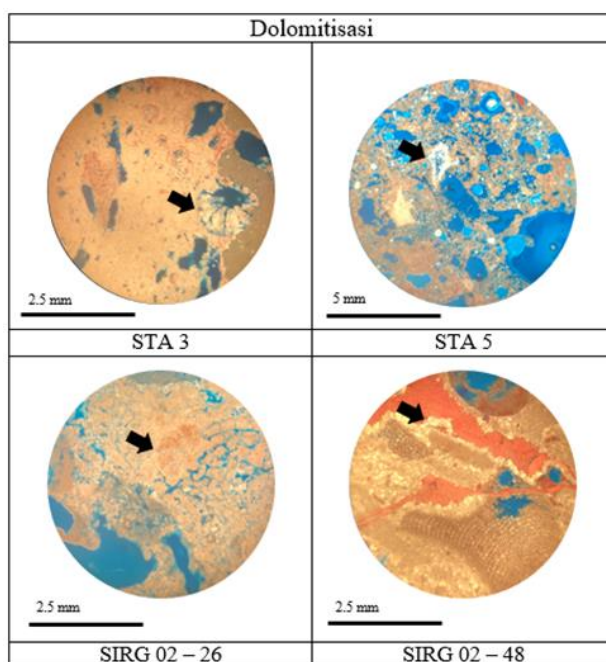 Dolomitisasi
2.5 mm
5 mm
STA 3
STA 5
2.5 mm
2.5 mm
SIRG 02 – 26
SIRG 02 – 48